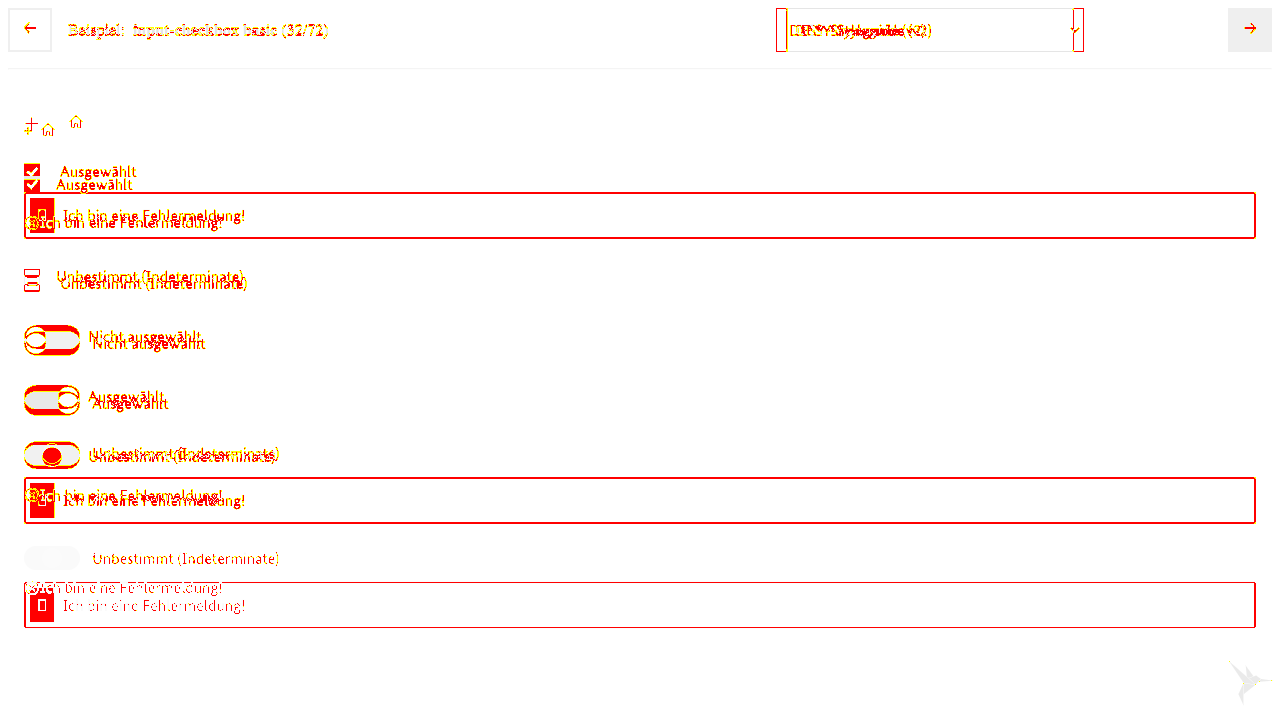 Beispiel: input-checkbox basic (32/72)
Ausgewählt
Ausgewählt
Ich bin eine Fehlermeldung!
Ich bin eine Fehlermeldung!
Unbestimmt (Indeterminate)
Unbestimmt (Indeterminate)
Nicht ausgewählt
Nicht ausgewählt
Ausgewählt
Ausgewählt
Unbestimmt (Indeterminate)
Unbestimmt (Indeterminate)
Ich bin eine Fehlermeldung!
Ich bin eine Fehlermeldung!
Unbestimmt (Indeterminate)
Ich bin eine Fehlermeldung!
Ich bin eine Fehlermeldung!